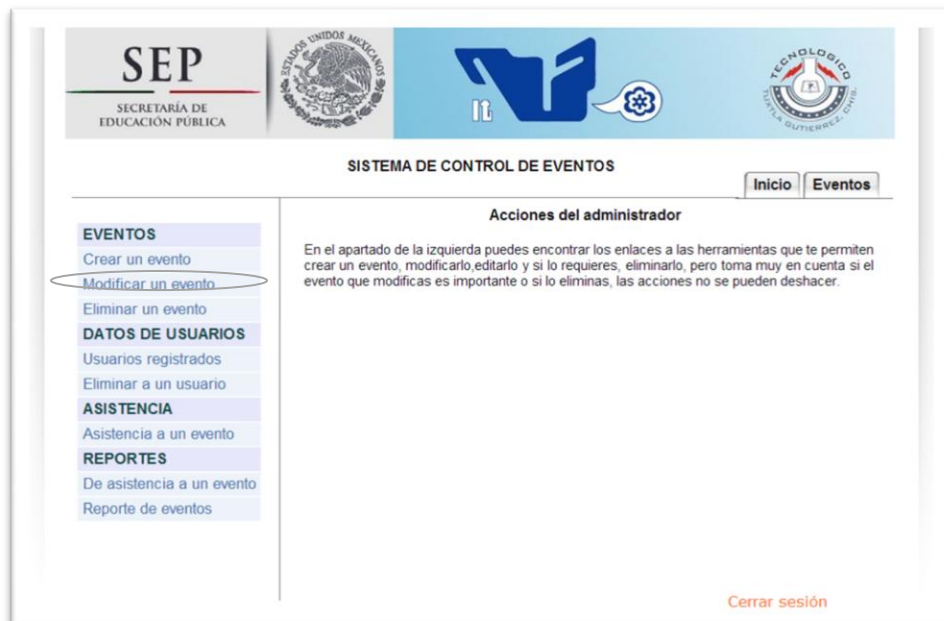 SEP
SECRETARÍA DE
EDUCACIÓN PÚBLICA
ESTADOS UNIDOS MEXICANOS
it
TECNOLOGICO
TUXTLA GUTIERREZ, CHIS.
SISTEMA DE CONTROL DE EVENTOS
Inicio Eventos
EVENTOS
Crear un evento
Modificar un evento
Eliminar un evento
DATOS DE USUARIOS
Usuarios registrados
Eliminar a un usuario
ASISTENCIA
Asistencia a un evento
REPORTES
De asistencia a un evento
Reporte de eventos
Acciones del administrador
En el apartado de la izquierda puedes encontrar los enlaces a las herramientas que te permiten
crear un evento, modificarlo,editarlo y si lo requieres, eliminarlo, pero toma muy en cuenta si el
evento que modificas es importante o si lo eliminas, las acciones no se pueden deshacer.
Cerrar sesión